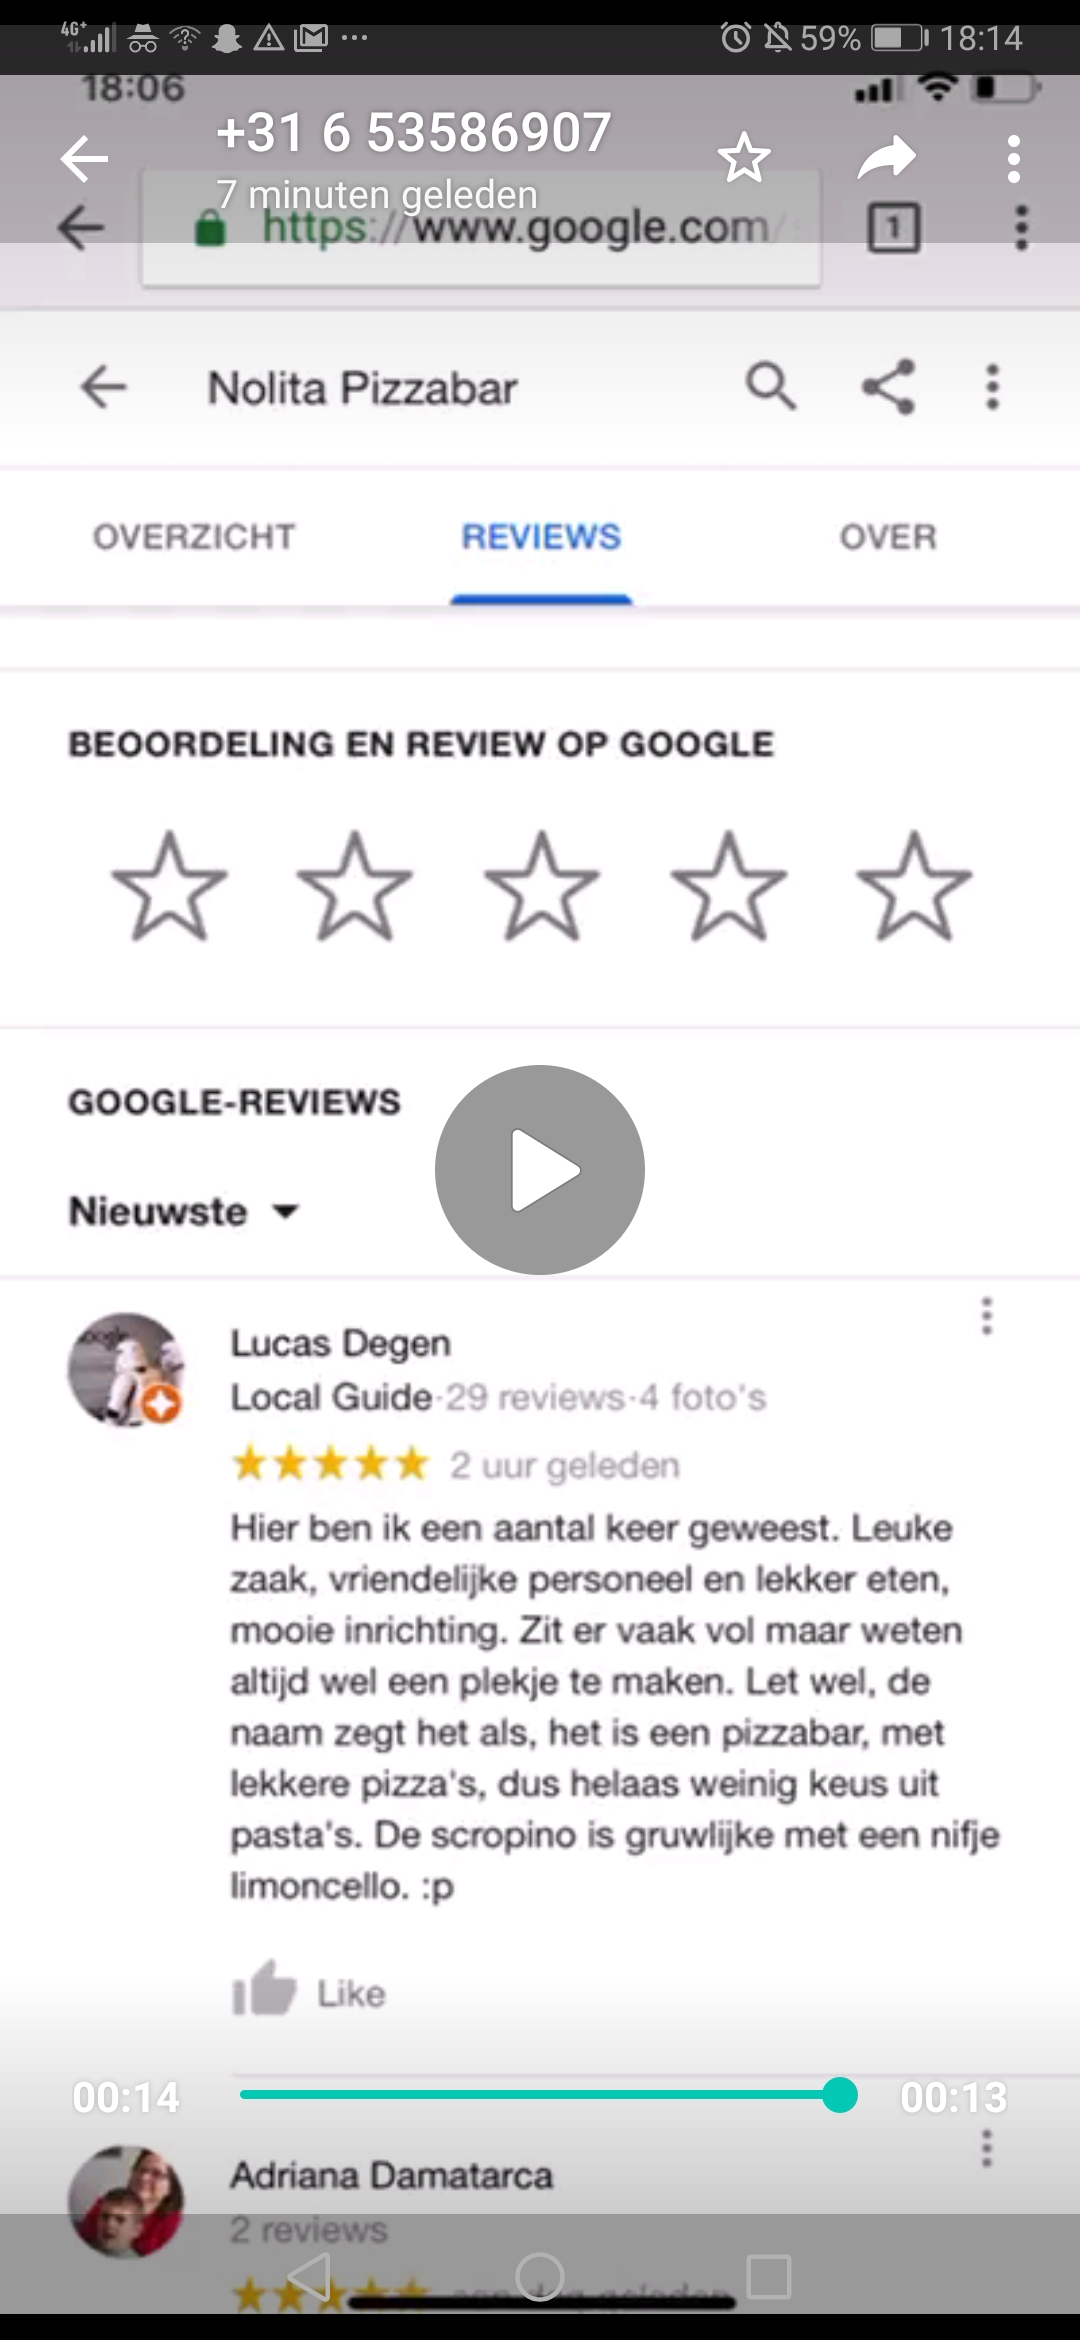 4G+ 59% 18:14
18:06
+31 6 53586907
7 minuten geleden
https://www.google.com/
1
Nolita Pizzabar
OVERZICHT REVIEWS OVER
BEOORDELING EN REVIEW OP GOOGLE
GOOGLE-REVIEWS
Nieuwste
Lucas Degen
Local Guide·29 reviews·4 foto's
2 uur geleden
Hier ben ik een aantal keer geweest. Leuke
zaak, vriendelijke personeel en lekker eten,
mooie inrichting. Zit er vaak vol maar weten
altijd wel een plekje te maken. Let wel, de
naam zegt het als, het is een pizzabar, met
lekkere pizza's, dus helaas weinig keus uit
pasta's. De scropino is gruwlijke met een nifje
limoncello. :p
Like
00:14 00:13
Adriana Damatarca
2 reviews
een dag geleden